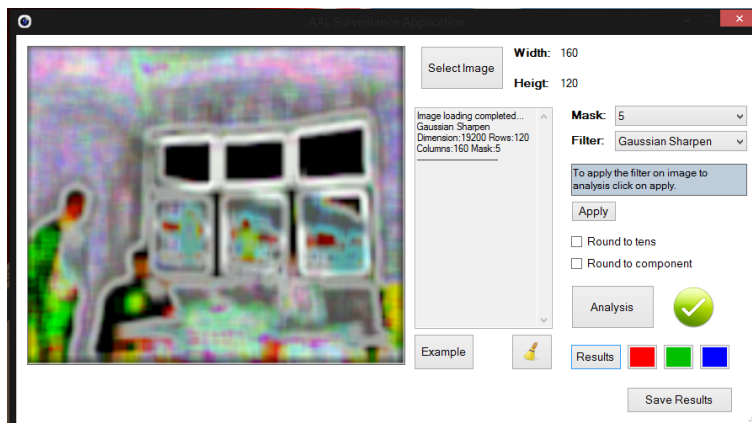 AAL Surveillance Application
Select Image
Width: 160
Heigt: 120
Image loading completed...
Gaussian Sharpen
Dimension:19200 Rows:120
Columns:160 Mask:5
--------------------------------
Mask: 5
Filter: Gaussian Sharpen
To apply the filter on image to
analysis click on apply.
Apply
Round to tens
Round to component
Analysis
Example
Results
Save Results